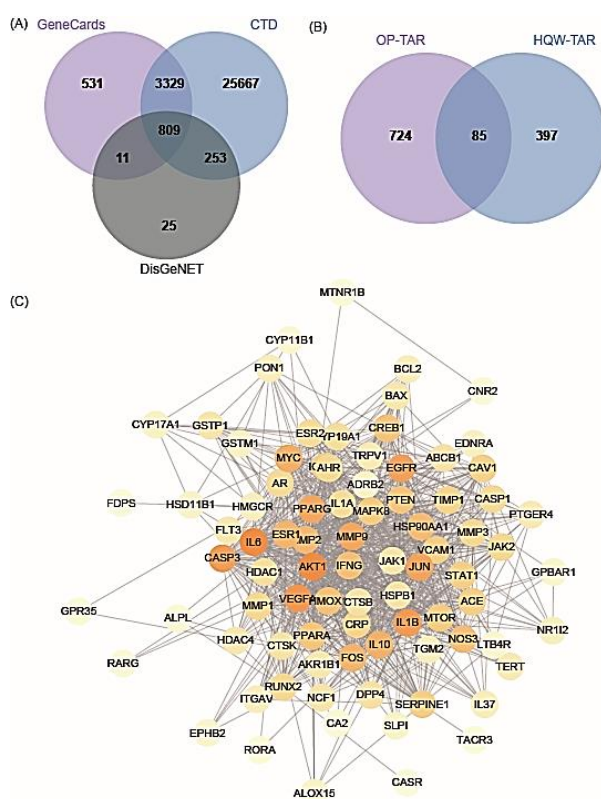 (A)
GeneCards
CTD
531
3329
25667
809
11
253
25
DisGeNET
(B)
OP-TAR
HQW-TAR
724
85
397
(C)
MTNR1B
CYP11B1
PON1
BCL2
BAX
CNR2
CYP17A1
GSTP1
ESR2
YP19A1
CREB1
EDNRA
GSTM1
MYC
AHR
TRPV1
EGFR
ABCB1
CAV1
AR
ADRB2
FDPS
HSD11B1
HMGCR
PPARG
IL1A
MAPK8
PTEN
TIMP1
CASP1
PTGER4
FLT3
IL6
ESR1
MP2
MMP9
HSP90AA1
MMP3
VCAM1
JAK2
CASP3
HDAC1
AKT1
IFNG
JAK1
JUN
STAT1
GPBAR1
GPR35
ALPL
MMP1
VEGFA
HMOX
CTSB
HSPB1
IL1B
MTOR
ACE
NR1I2
RARG
HDAC4
CTSK
PPARA
CRP
IL10
TGM2
NOS3
LTB4R
TERT
AKR1B1
FOS
RUNX2
ITGAV
NCF1
DPP4
SERPINE1
IL37
EPHB2
RORA
CA2
SLPI
TACR3
ALOX15
CASR